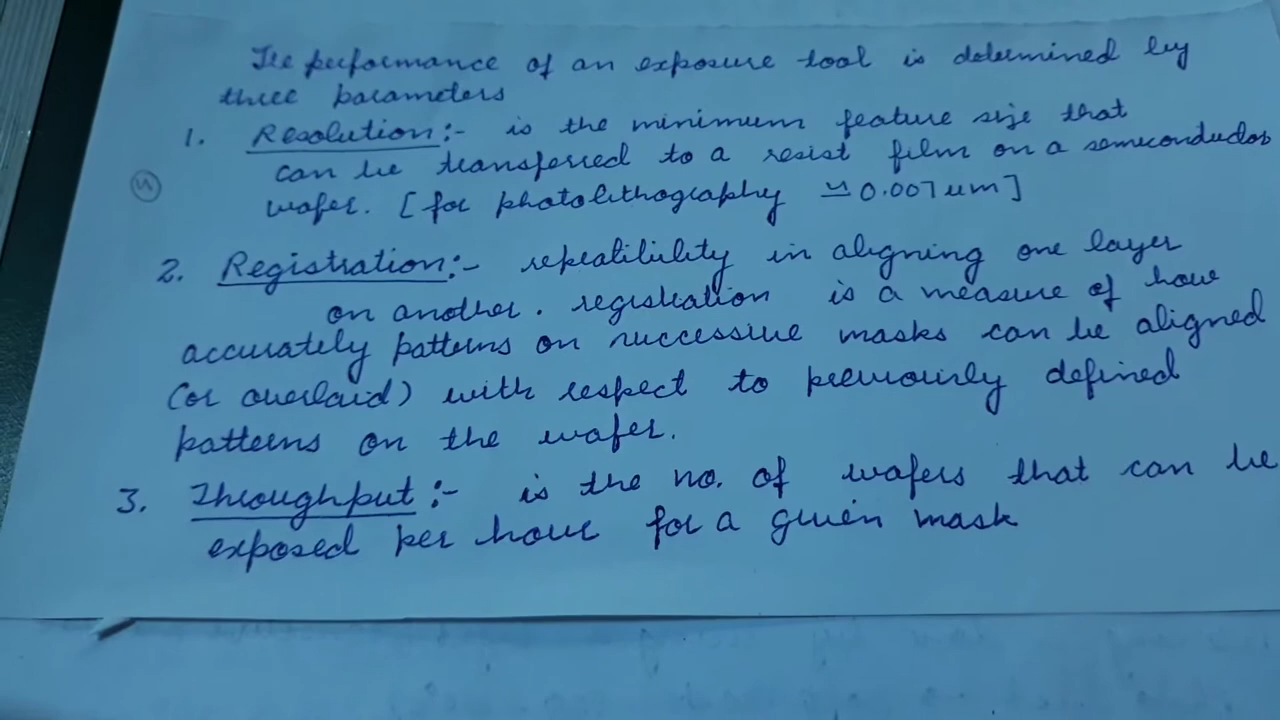 The performance of an exposure tool is determined by
three parameters
1. Resolution:- is the minimum feature size that
can be transferred to a resist film on a semiconductor
wafer. [for photolithography ≃ 0.007 um]
2. Registration:- repeatibility in aligning one layer
on another. registration is a measure of how
accurately patterns on successive masks can be aligned
(or overlaid) with respect to previously defined
patterns on the wafer.
3. Throughput:- is the no. of wafers that can be
exposed per hour for a given mask